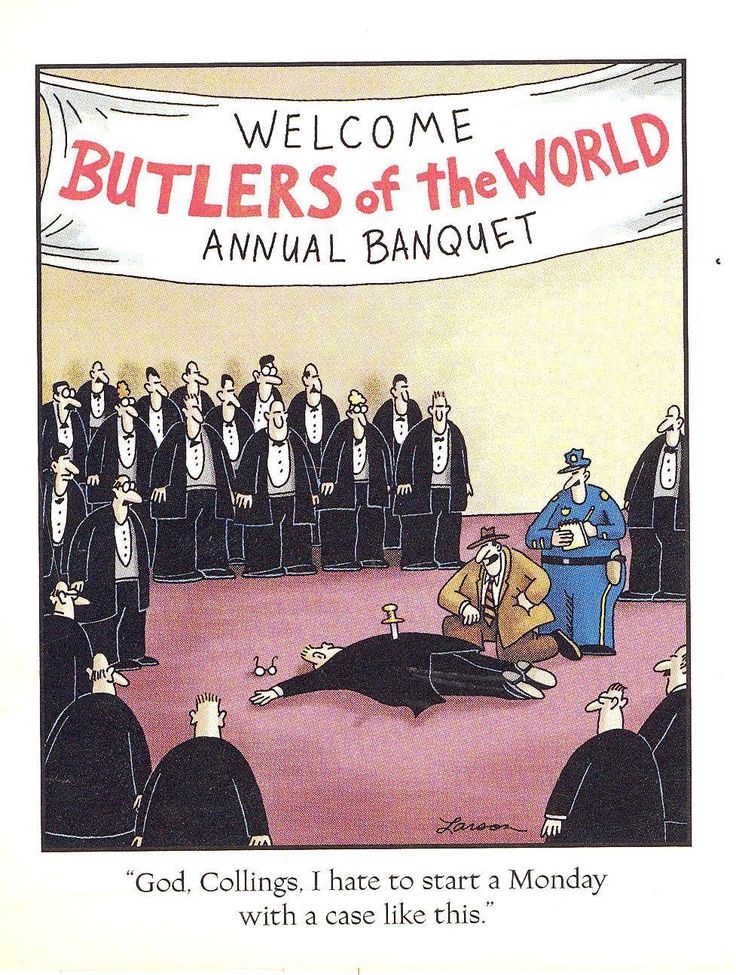 WELCOME
BUTLERS of the WORLD
ANNUAL BANQUET
Larson
“God, Collings, I hate to start a Monday
with a case like this.”